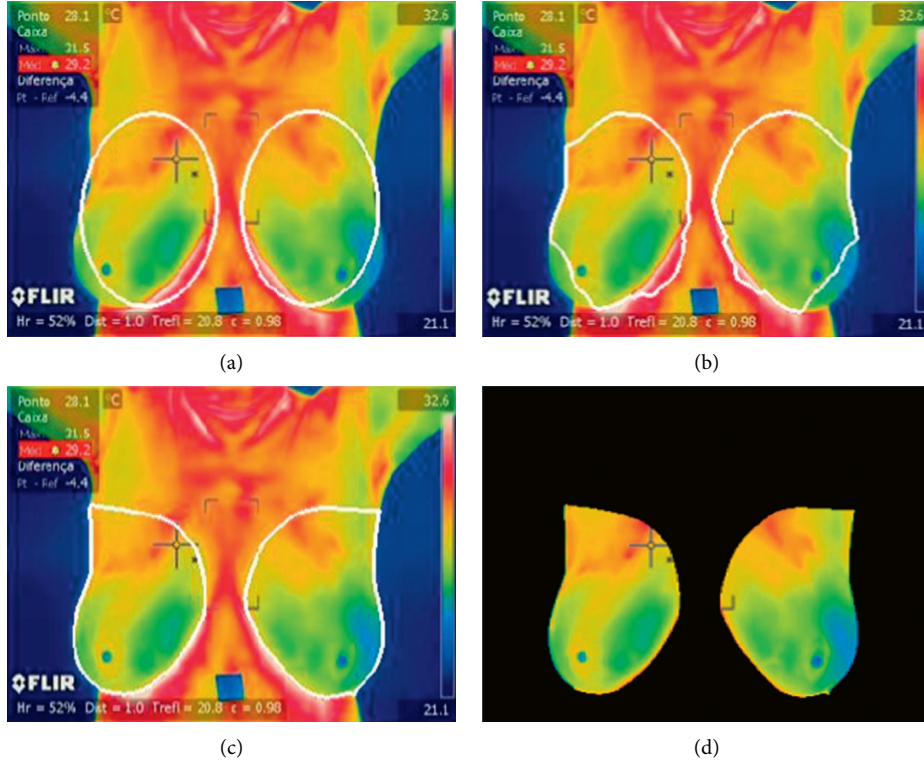 Ponto 28.1 °C 32.6
Caixa
Máx. 31.5
Méd 29.2
Diferença
Pt - Ref -4.4
FLIR
Hr = 52% Dist = 1.0 Trefl = 20.8 ε = 0.98 21.1
(a)
Ponto 28.1 °C 32.6
Caixa
Máx. 31.5
Méd 29.2
Diferença
Pt - Ref -4.4
FLIR
Hr = 52% Dist = 1.0 Trefl = 20.8 ε = 0.98 21.1
(b)
Ponto 28.1 °C 32.6
Caixa
Máx. 31.5
Méd 29.2
Diferença
Pt - Ref -4.4
FLIR
Hr = 52% Dist = 1.0 Trefl = 20.8 ε = 0.98 21.1
(c)
(d)